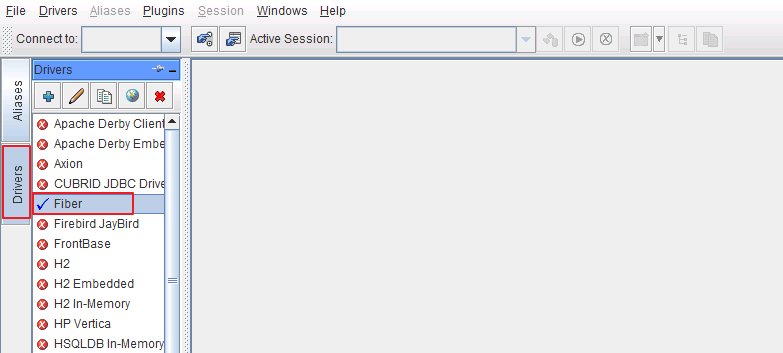 File Drivers Aliases Plugins Session Windows Help
Connect to: Active Session:
Aliases
Drivers
Drivers
Apache Derby Client
Apache Derby Embe
Axion
CUBRID JDBC Drive
Fiber
Firebird JayBird
FrontBase
H2
H2 Embedded
H2 In-Memory
HP Vertica
HSQLDB In-Memory